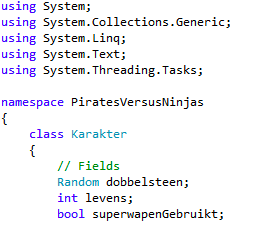 using System;
using System.Collections.Generic;
using System.Linq;
using System.Text;
using System.Threading.Tasks;

namespace PiratesVersusNinjas
{
    class Karakter
    {
        // Fields
        Random dobbelsteen;
        int levens;
        bool superwapenGebruikt;